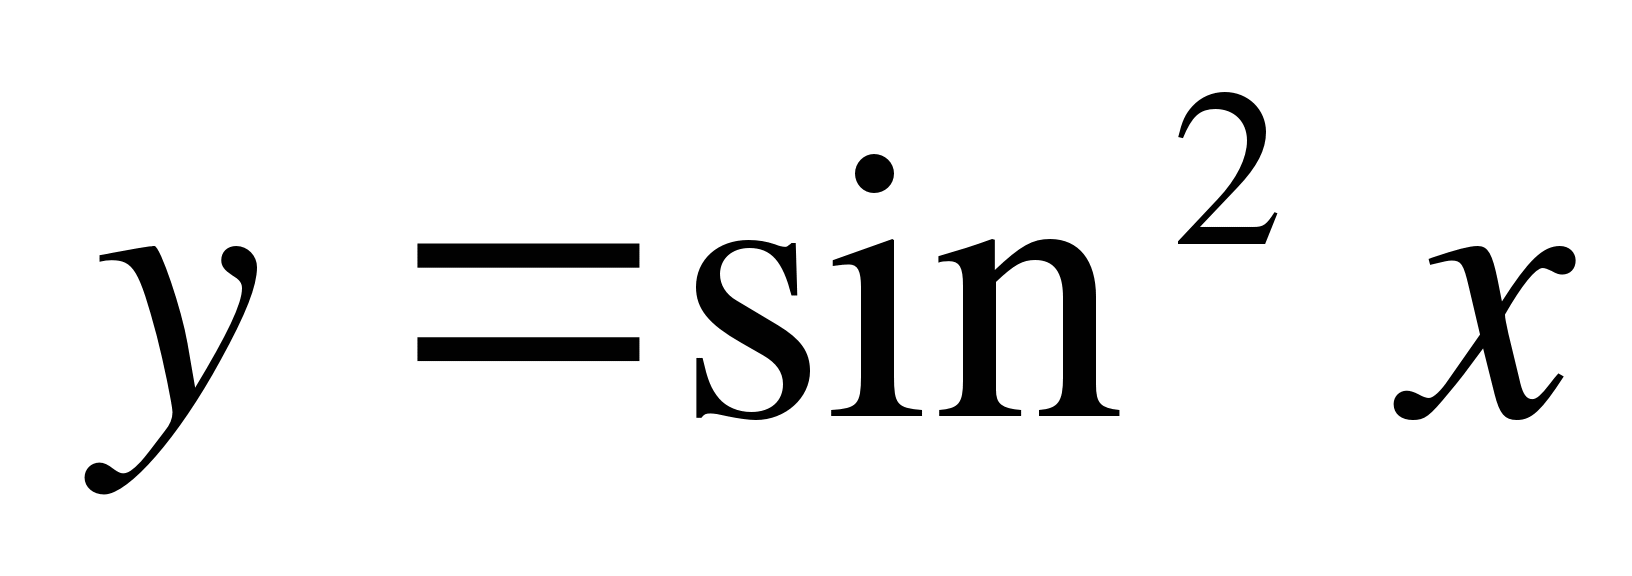 y = sin² x